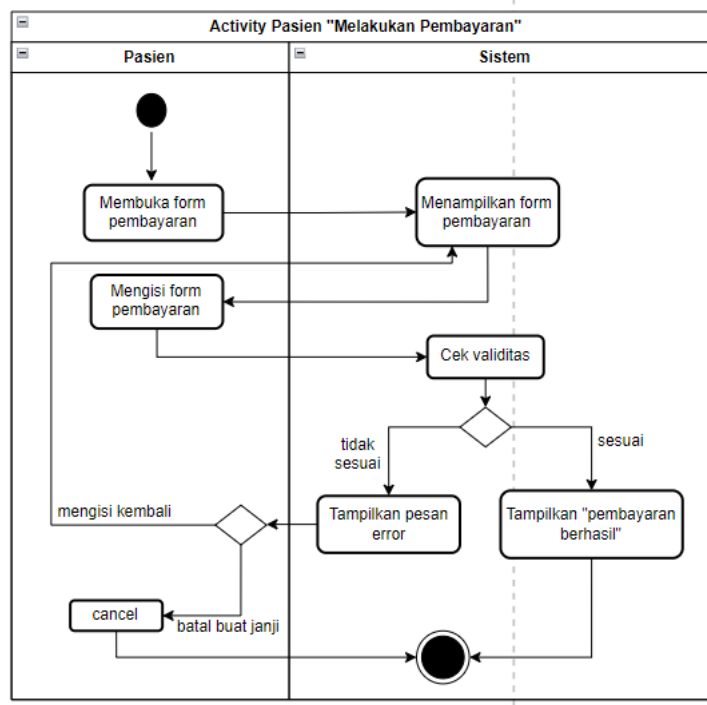 Activity Pasien "Melakukan Pembayaran"
Pasien
Sistem
Membuka form
pembayaran
Menampilkan form
pembayaran
Mengisi form
pembayaran
Cek validitas
tidak
sesuai
sesuai
mengisi kembali
Tampilkan pesan
error
Tampilkan "pembayaran
berhasil"
cancel
batal buat janji